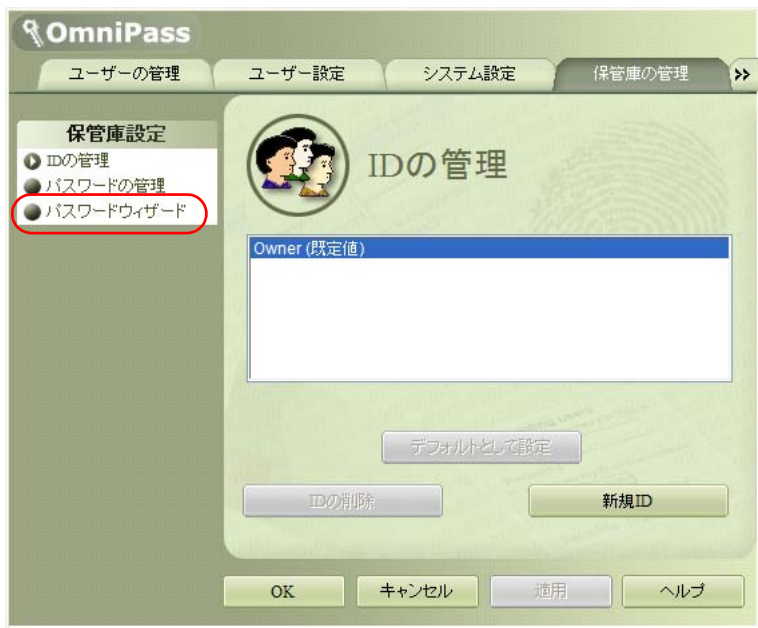 OmniPass
ユーザーの管理 ユーザー設定 システム設定 保管庫の管理 »
保管庫設定
IDの管理
パスワードの管理
パスワードウィザード
IDの管理
Owner (既定値)
デフォルトとして設定
IDの削除 新規ID
OK キャンセル 適用 ヘルプ